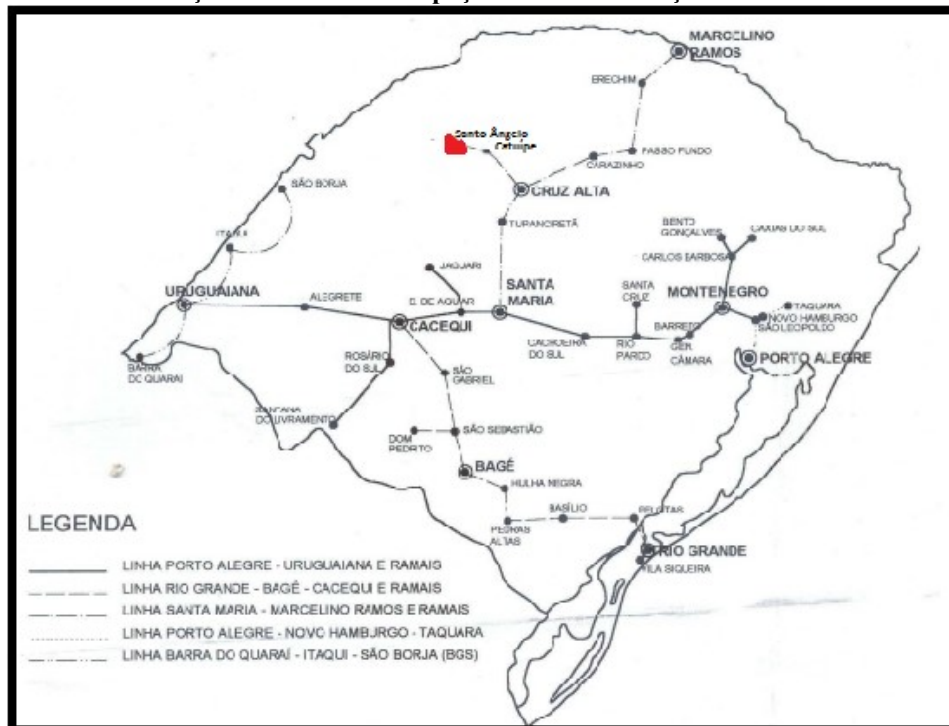 MARCELINO
RAMOS
ERECHIM
Santo Ângelo
Catuípe
PASSO FUNDO
CARAZINHO
SÃO BORJA
CRUZ ALTA
TUPANCRETÃ
BENTO
GONÇALVES
CAXIAS DO SUL
ITAQUI
CARLOS BARBOSA
JAGUARI
URUGUAIANA
ALEGRETE
SANTA
MARIA
SANTA
CRUZ
MONTENEGRO
TAQUARA
NOVO HAMBURGO
SÃO LEOPOLDO
CACEQUI
CACHOEIRA
DO SUL
RIO
PARDO
BARRETO
GEN.
CÂMARA
PORTO ALEGRE
BARRA
DO QUARAÍ
ROSÁRIO
DO SUL
SÃO
GABRIEL
DO LIVRAMENTO
DOM
PEDRITO
SÃO SEBASTIÃO
BAGÉ
HULHA NEGRA
PEDRAS
ALTAS
BASÍLIO
PELOTAS
RIO GRANDE
VILA SIQUEIRA
LEGENDA
LINHA PORTO ALEGRE - URUGUAIANA E RAMAIS
LINHA RIO GRANDE - BAGÉ - CACEQUI E RAMAIS
LINHA SANTA MARIA - MARCELINO RAMOS E RAMAIS
LINHA PORTO ALEGRE - NOVO HAMBURGO - TAQUARA
LINHA BARRA DO QUARAÍ - ITAQUI - SÃO BORJA (BGS)